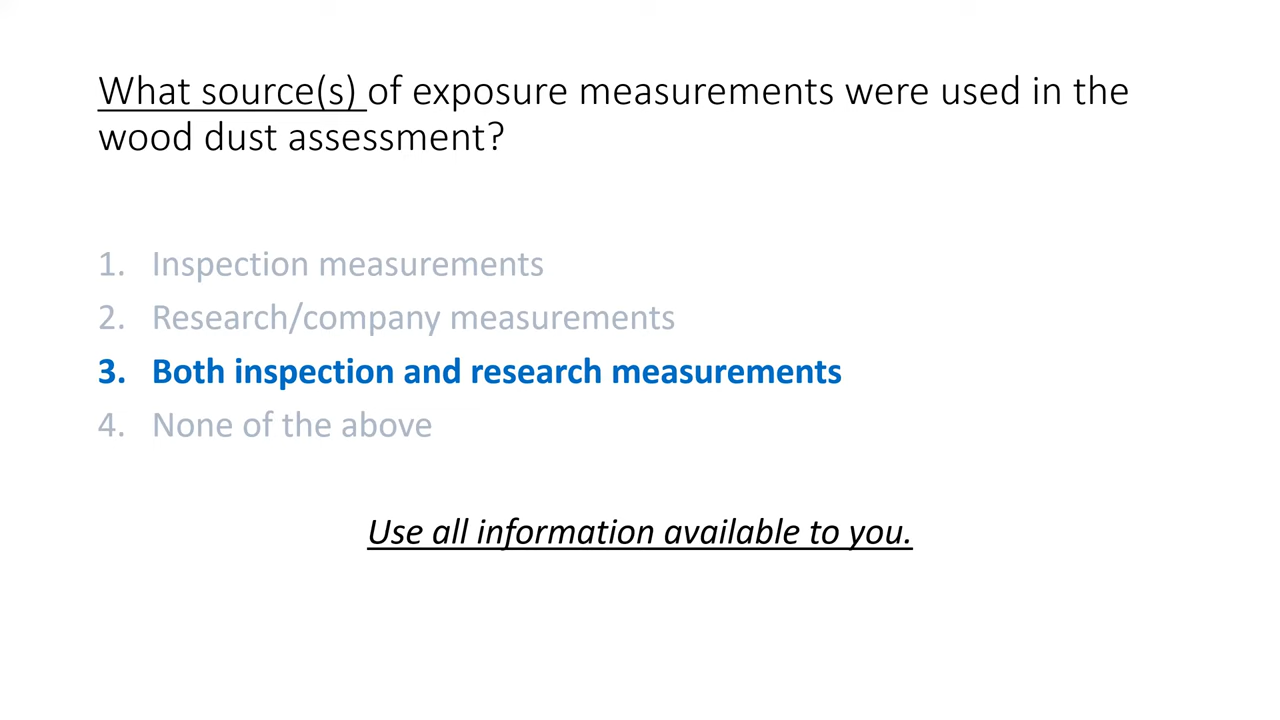 What source(s) of exposure measurements were used in the
wood dust assessment?
1. Inspection measurements
2. Research/company measurements
3. Both inspection and research measurements
4. None of the above
Use all information available to you.